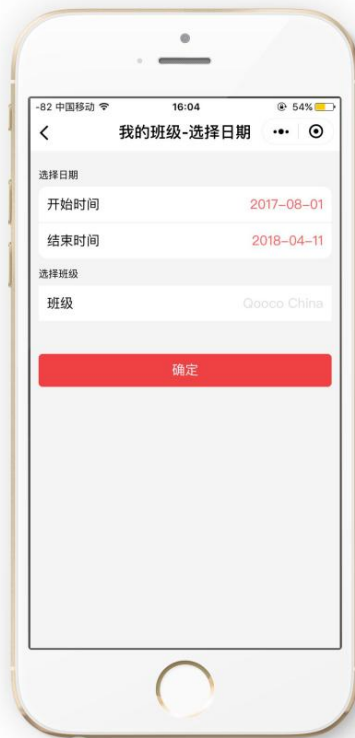 -82 中国移动 16:04 54%
我的班级-选择日期
选择日期
开始时间 2017-08-01
结束时间 2018-04-11
选择班级
班级 Qooco China
确定